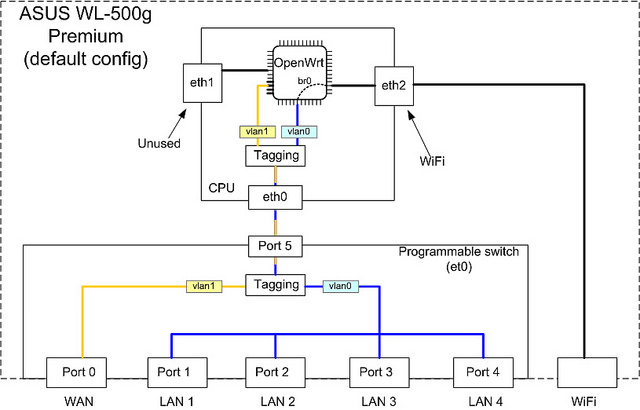 ASUS WL-500g
Premium
(default config)
OpenWrt
br0
eth1
eth2
vlan1
vlan0
Unused
Tagging
WiFi
CPU
eth0
Port 5
Programmable switch
(et0)
vlan1
Tagging
vlan0
Port 0
Port 1
Port 2
Port 3
Port 4
WAN
LAN 1
LAN 2
LAN 3
LAN 4
WiFi